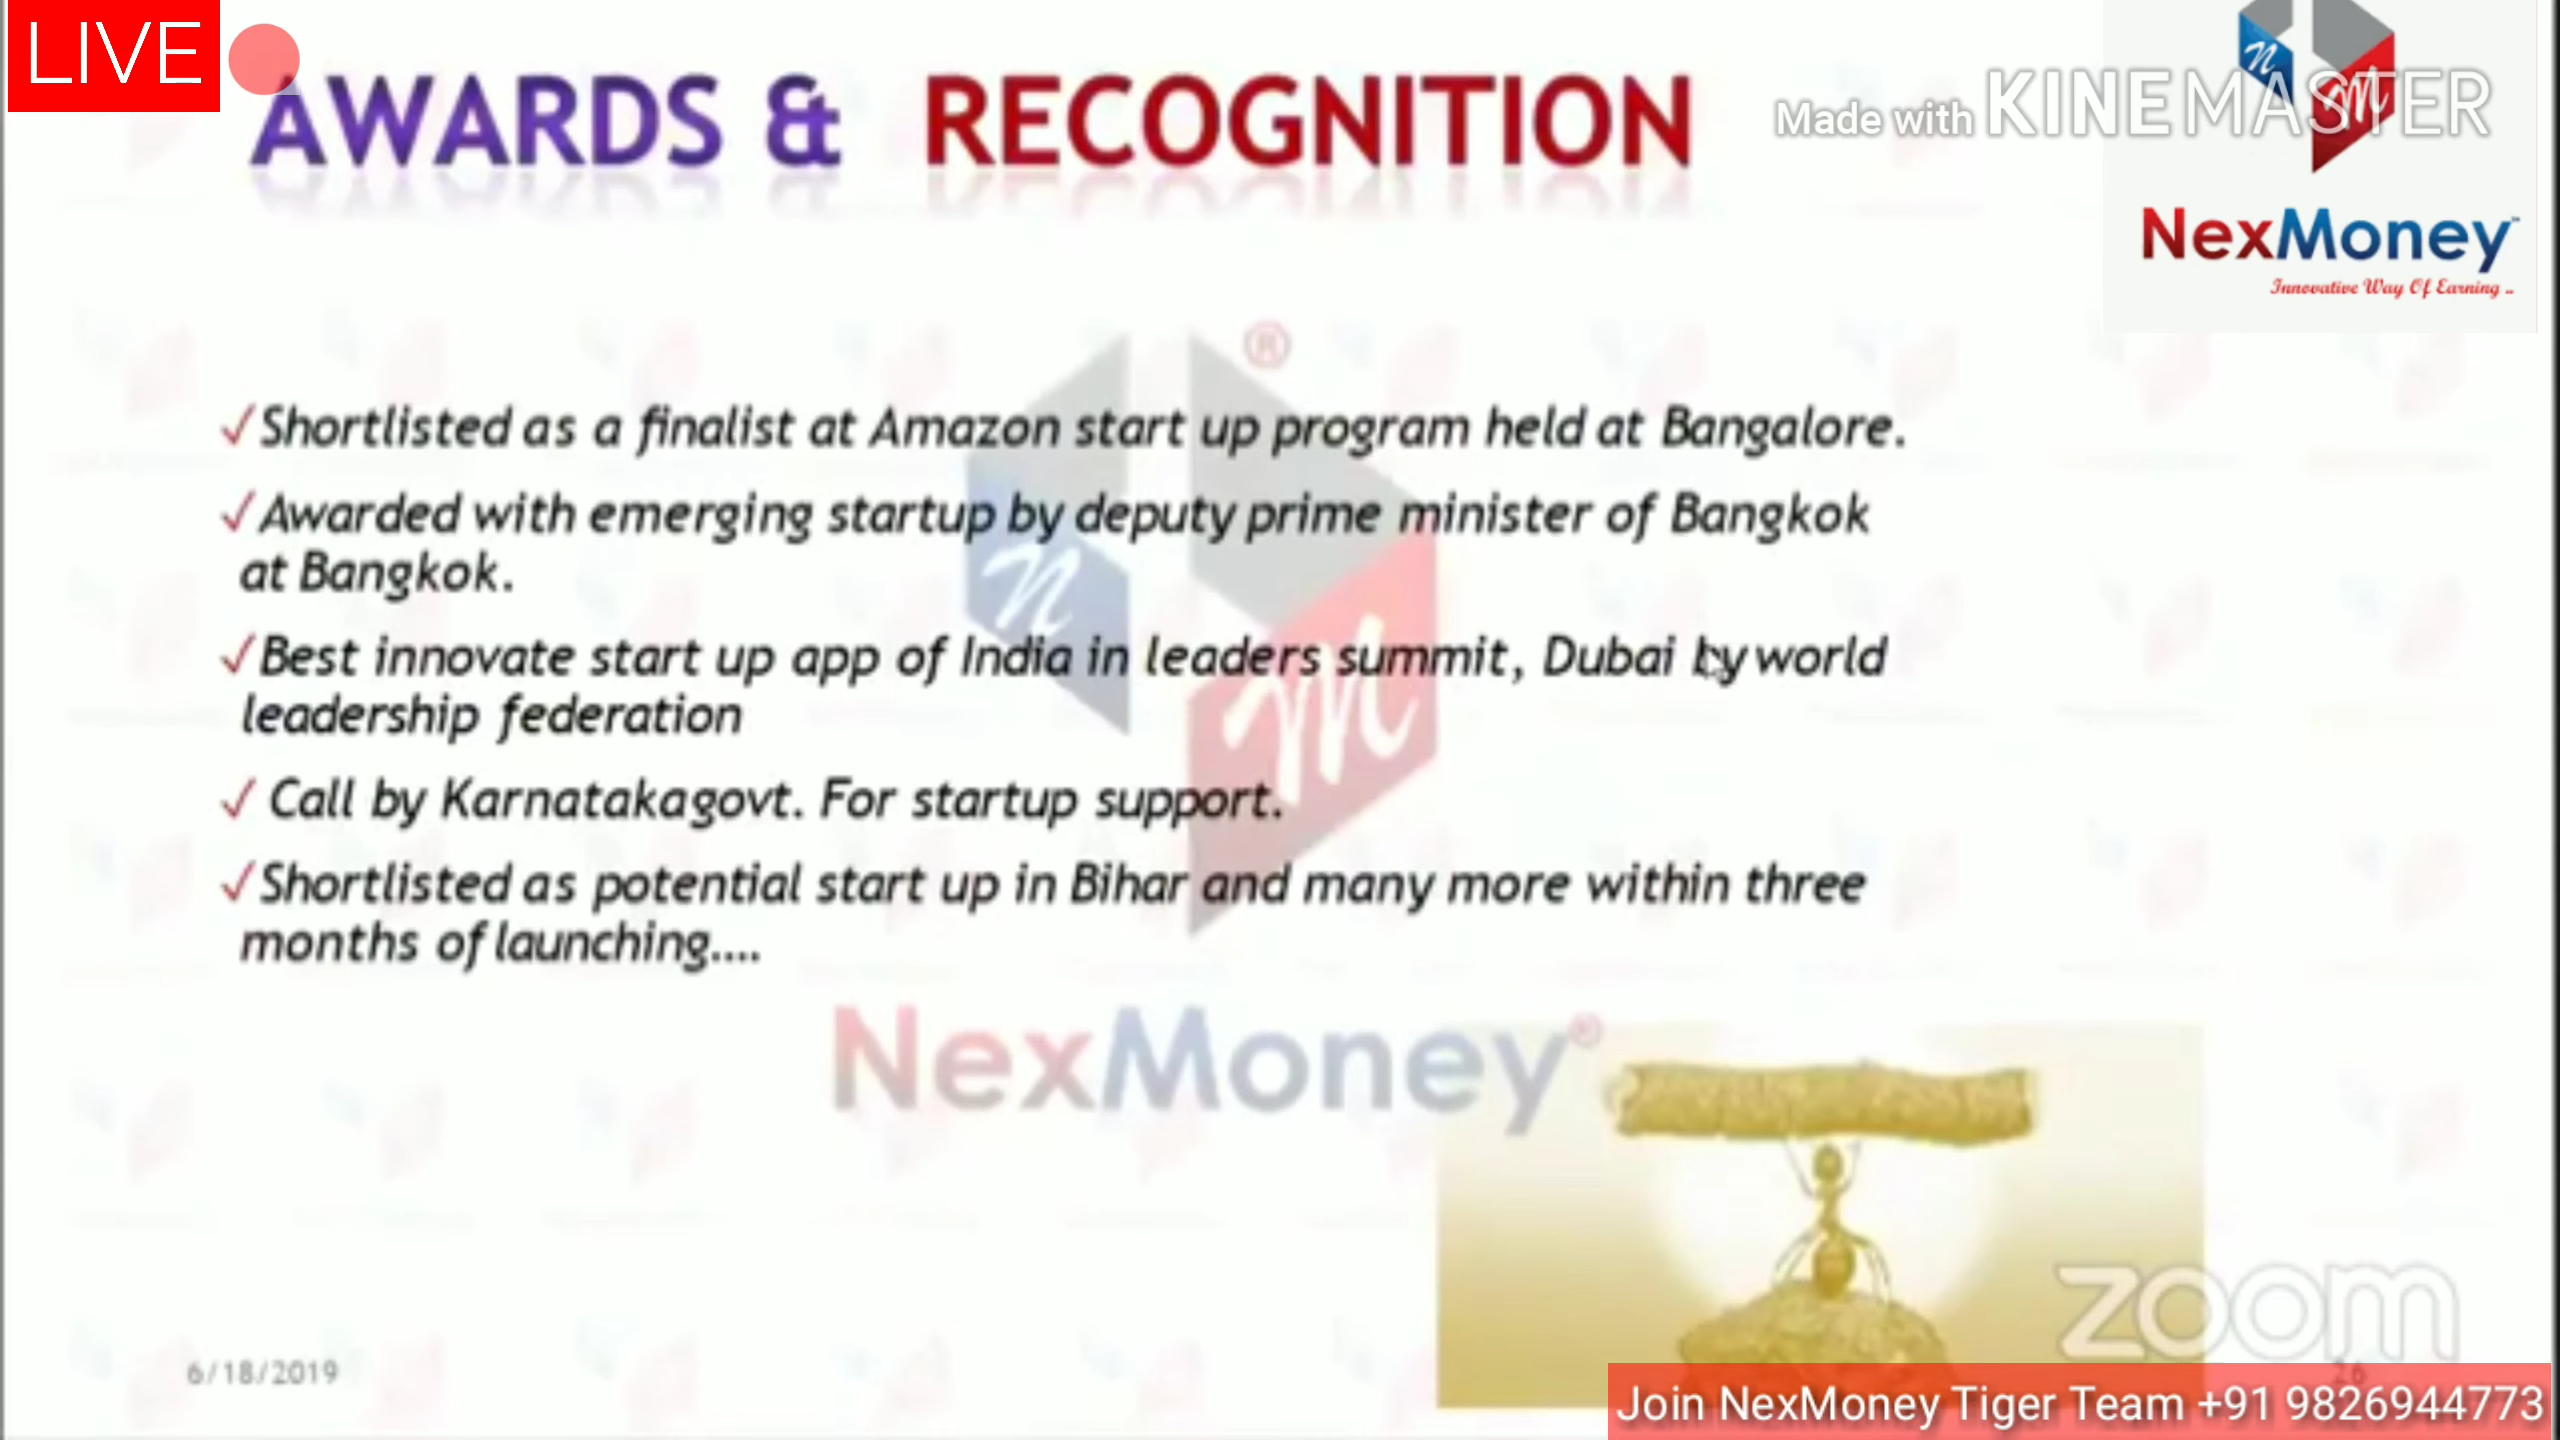 LIVE
AWARDS & RECOGNITION
Made with KINEMASTER
n
m
NexMoney™
Innovative Way Of Earning ..
®
✓Shortlisted as a finalist at Amazon start up program held at Bangalore.
✓Awarded with emerging startup by deputy prime minister of Bangkok
at Bangkok.
✓Best innovate start up app of India in leaders summit, Dubai by world
leadership federation
✓ Call by Karnatakagovt. For startup support.
✓Shortlisted as potential start up in Bihar and many more within three
months of launching....
n
m
NexMoney®
zoom
6/18/2019
26
Join NexMoney Tiger Team +91 9826944773